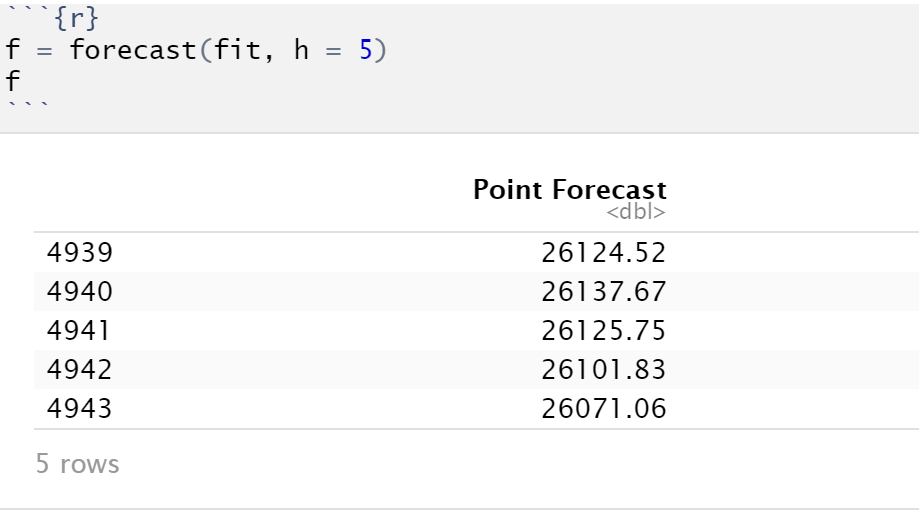 ```{r}
f = forecast(fit, h = 5)
f
```
Point Forecast
<dbl>
4939 26124.52
4940 26137.67
4941 26125.75
4942 26101.83
4943 26071.06
5 rows